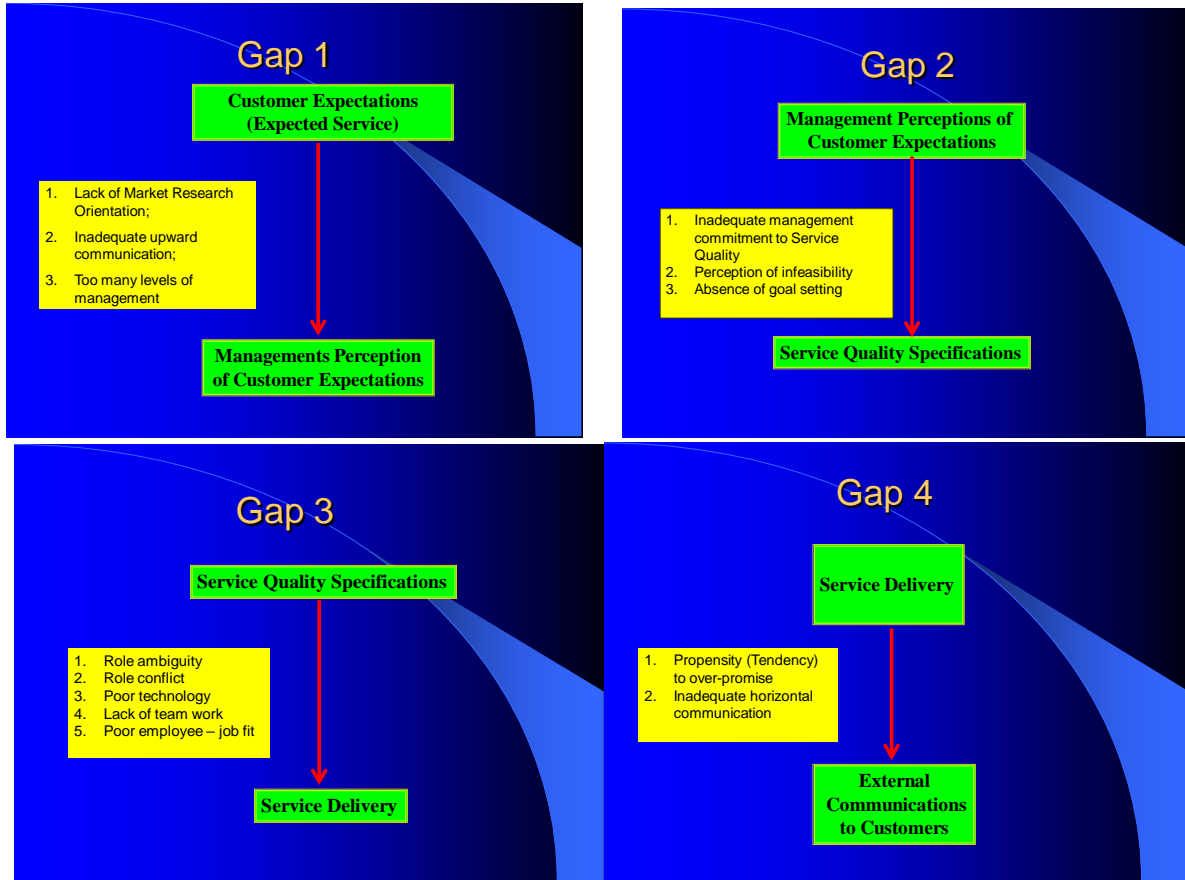 Gap 1
Customer Expectations
(Expected Service)
1. Lack of Market Research
Orientation;
2. Inadequate upward
communication;
3. Too many levels of
management
Managements Perception
of Customer Expectations
Gap 2
Management Perceptions of
Customer Expectations
1. Inadequate management
commitment to Service
Quality
2. Perception of infeasibility
3. Absence of goal setting
Service Quality Specifications
Gap 3
Service Quality Specifications
1. Role ambiguity
2. Role conflict
3. Poor technology
4. Lack of team work
5. Poor employee – job fit
Service Delivery
Gap 4
Service Delivery
1. Propensity (Tendency)
to over-promise
2. Inadequate horizontal
communication
External
Communications
to Customers